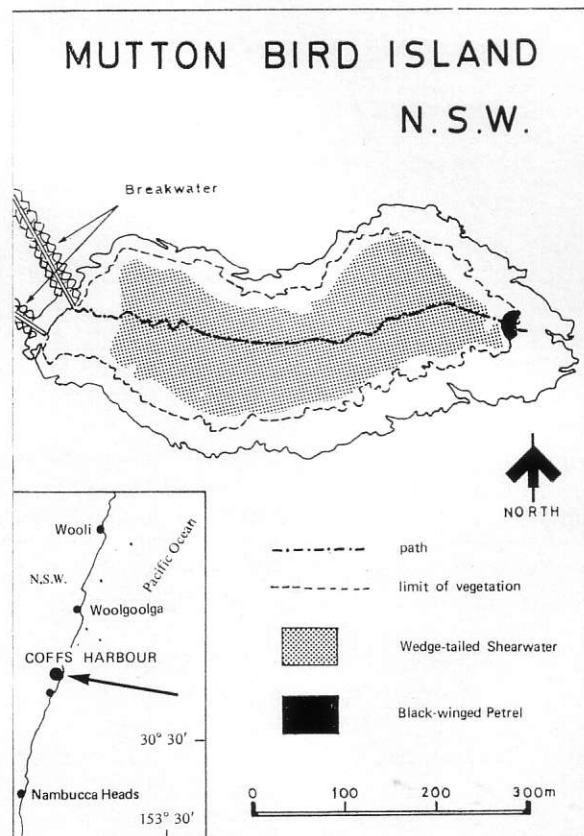 MUTTON BIRD ISLAND
N.S.W.
Breakwater
NORTH
Wooli
Pacific Ocean
N.S.W.
Woolgoolga
COFFS HARBOUR
30° 30′
Nambucca Heads
153° 30′
path
limit of vegetation
Wedge-tailed Shearwater
Black-winged Petrel
0 100 200 300m